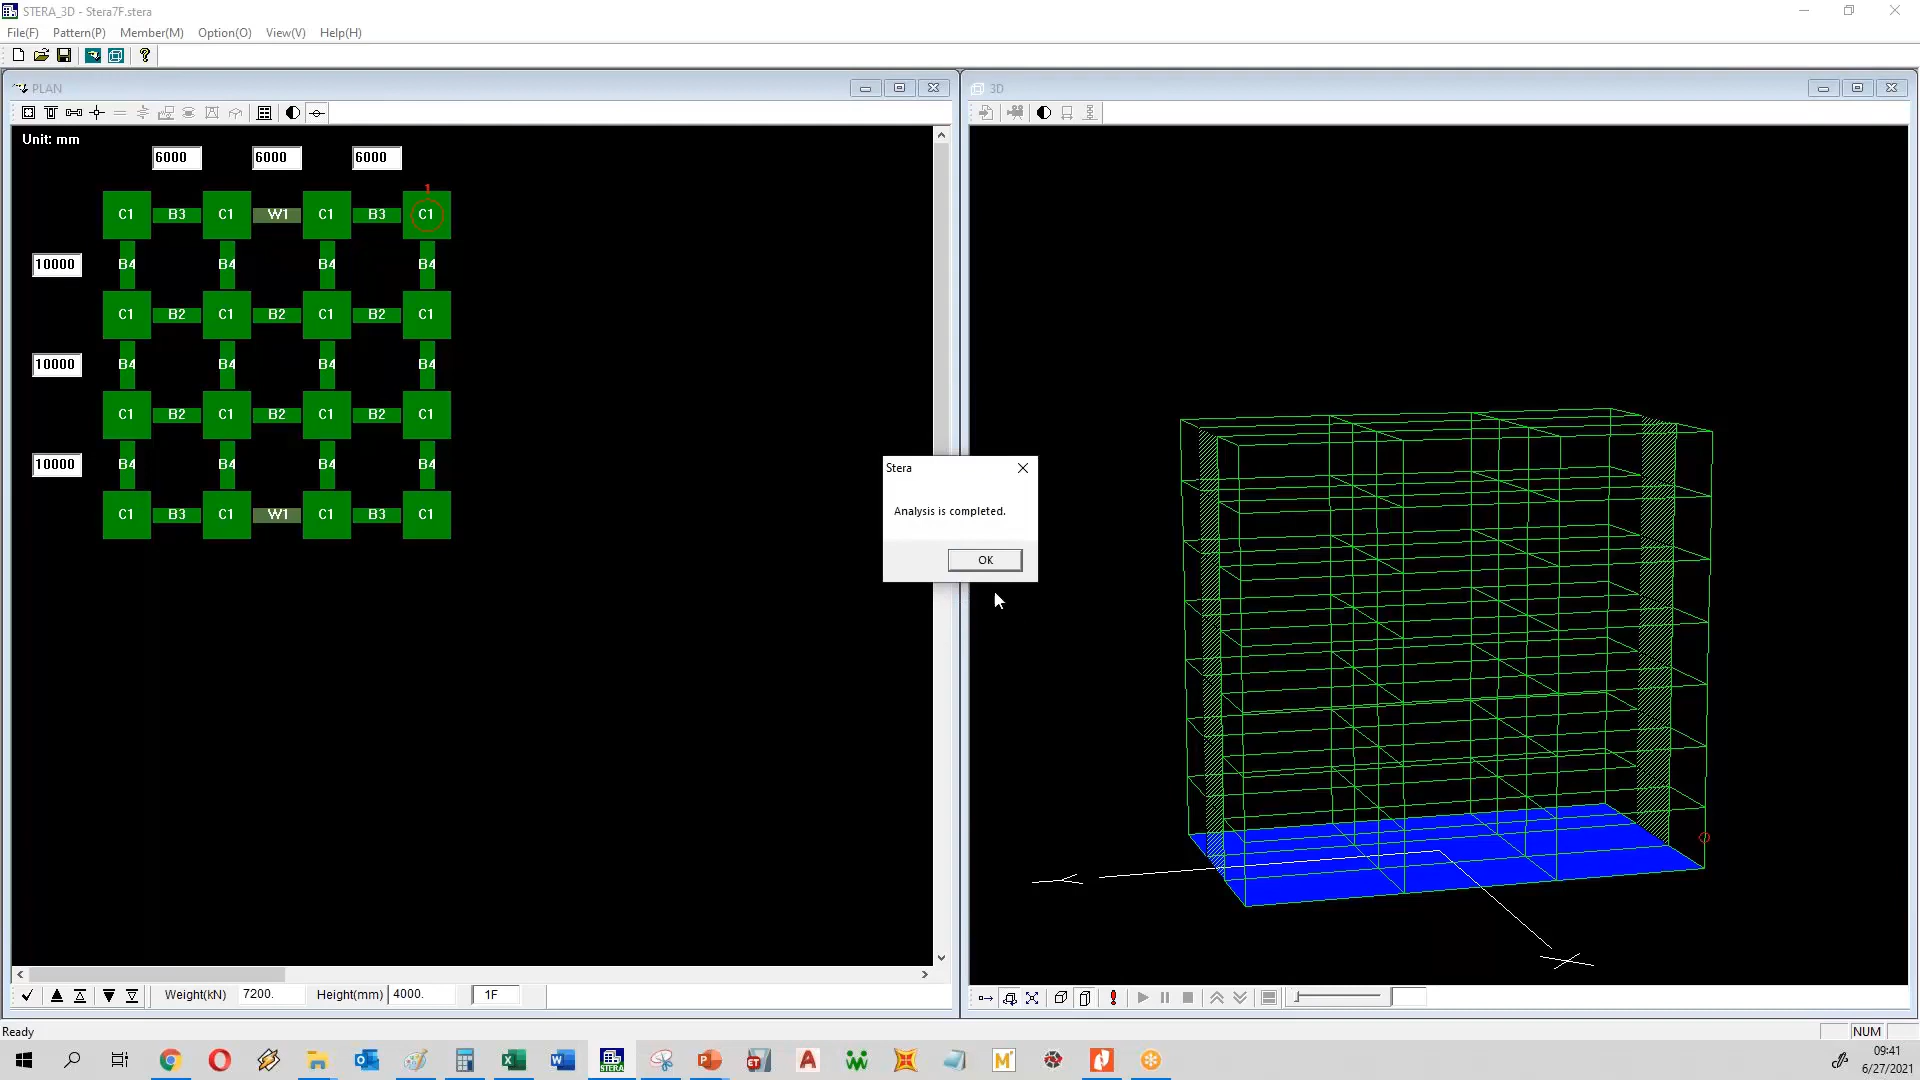 STERA_3D - Stera7F.stera
File(F) Pattern(P) Member(M) Option(O) View(V) Help(H)
PLAN
Unit: mm
6000 6000 6000
C1 B3 C1 W1 C1 B3 C1
1
10000 B4 B4 B4 B4
C1 B2 C1 B2 C1 B2 C1
10000 B4 B4 B4 B4
C1 B2 C1 B2 C1 B2 C1
10000 B4 B4 B4 B4
C1 B3 C1 W1 C1 B3 C1
Weight(kN) 7200. Height(mm) 4000. 1F
3D
Stera
Analysis is completed.
OK
Ready
NUM
STERA
09:41
6/27/2021